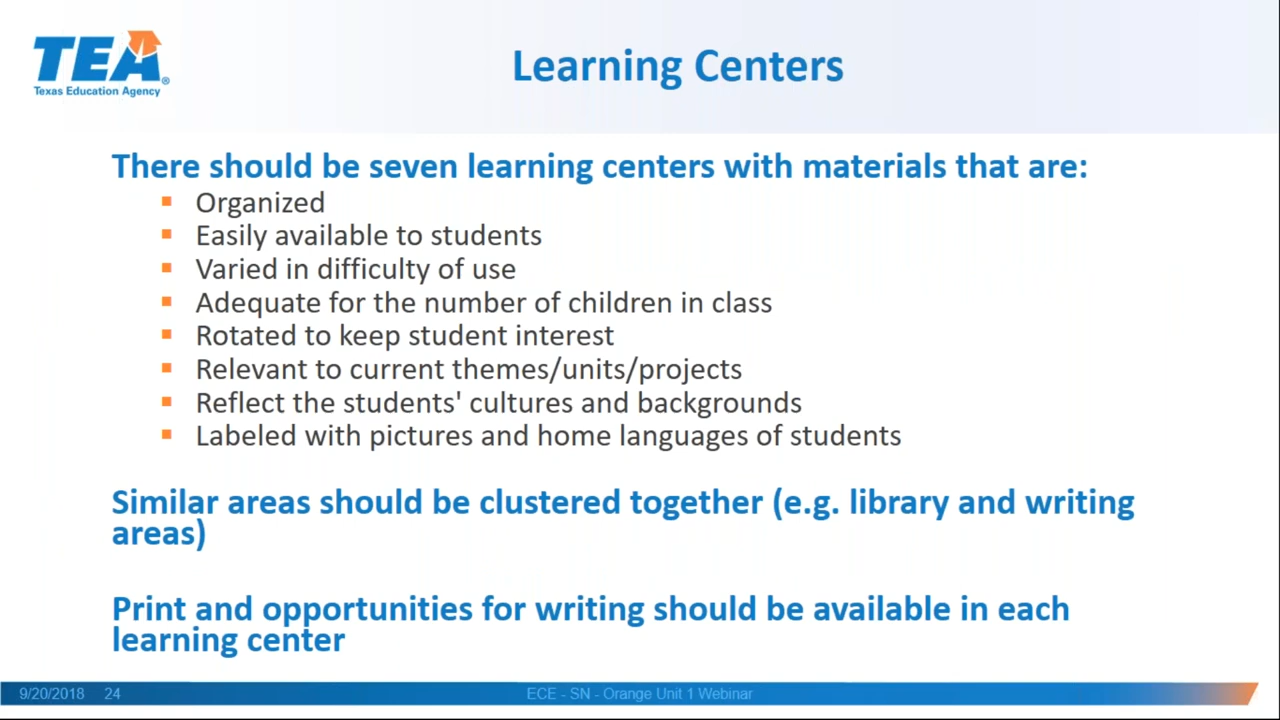 TEA®
Texas Education Agency
Learning Centers
There should be seven learning centers with materials that are:
▪ Organized
▪ Easily available to students
▪ Varied in difficulty of use
▪ Adequate for the number of children in class
▪ Rotated to keep student interest
▪ Relevant to current themes/units/projects
▪ Reflect the students' cultures and backgrounds
▪ Labeled with pictures and home languages of students
Similar areas should be clustered together (e.g. library and writing
areas)
Print and opportunities for writing should be available in each
learning center
9/20/2018 24 ECE - SN - Orange Unit 1 Webinar